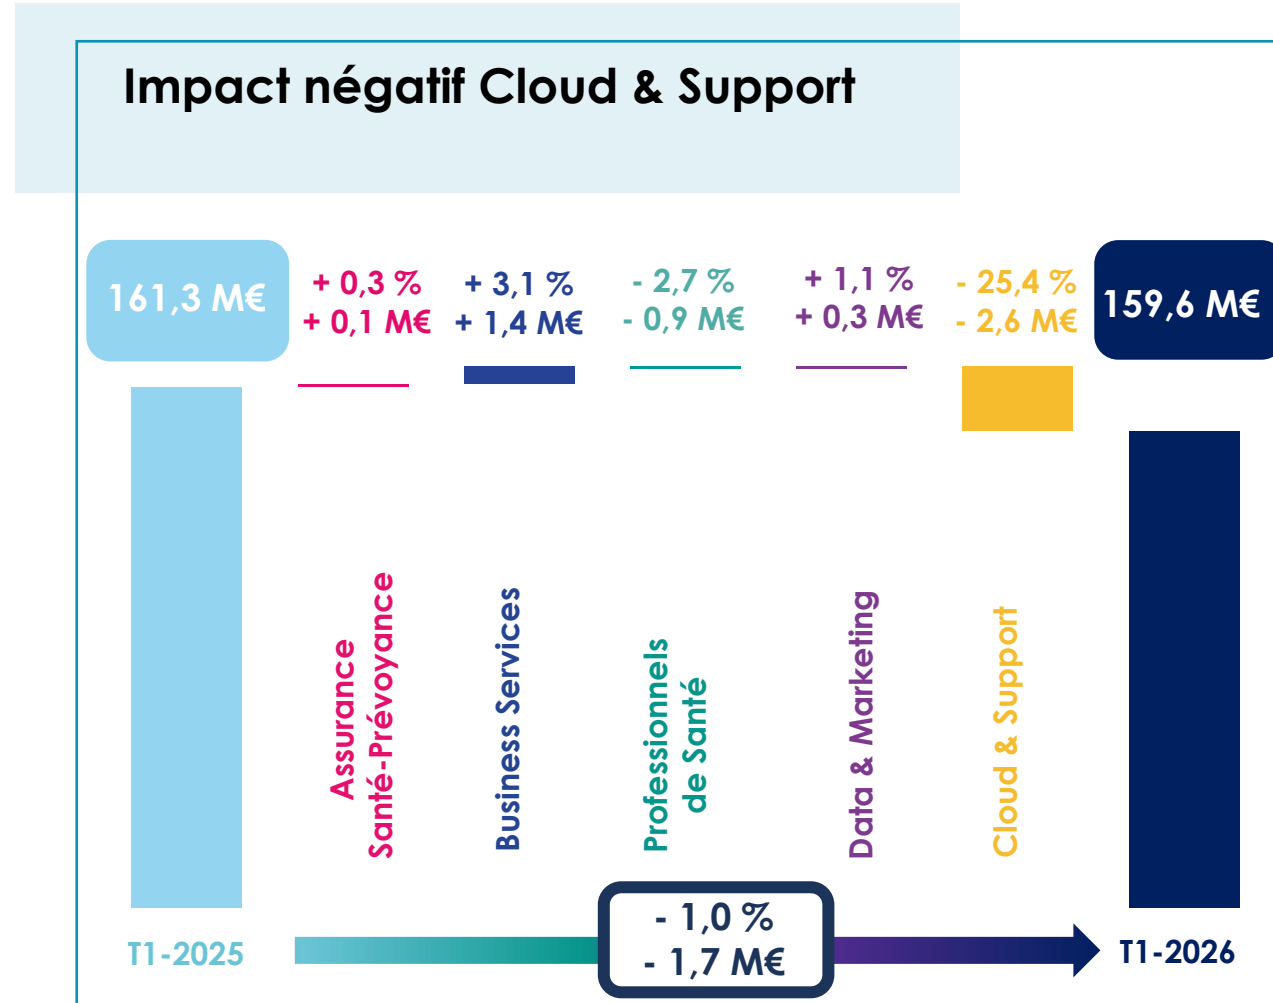 Impact négatif Cloud & Support
161,3 M€
+ 0,3 %
+ 0,1 M€
+ 3,1 %
+ 1,4 M€
- 2,7 %
- 0,9 M€
+ 1,1 %
+ 0,3 M€
- 25,4 %
- 2,6 M€
159,6 M€
Assurance
Santé-Prévoyance
Business Services
Professionnels
de Santé
Data & Marketing
Cloud & Support
T1-2025
- 1,0 %
- 1,7 M€
T1-2026